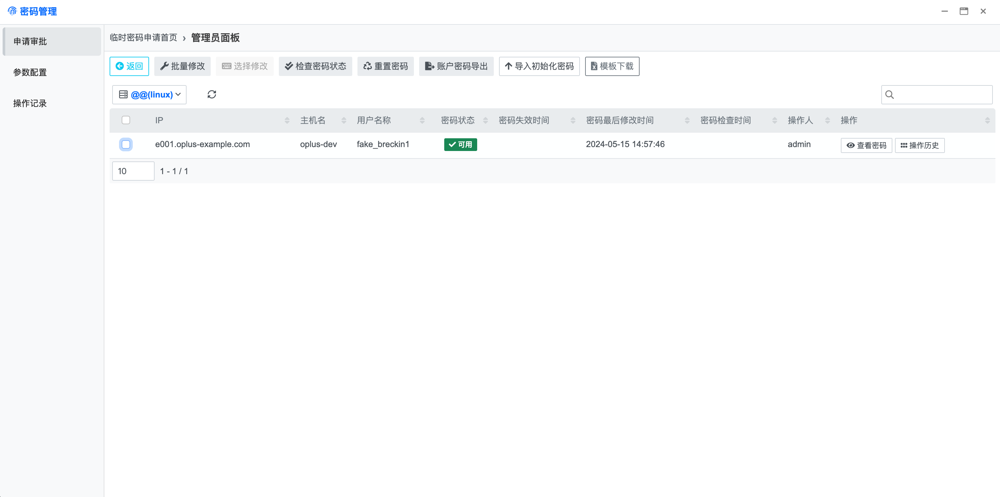 密码管理
申请审批
参数配置
操作记录
临时密码申请首页 › 管理员面板
返回 批量修改 选择修改 检查密码状态 重置密码 账户密码导出 导入初始化密码 模板下载
@@(linux)
IP 主机名 用户名称 密码状态 密码失效时间 密码最后修改时间 密码检查时间 操作人 操作
e001.oplus-example.com oplus-dev fake_breckin1 可用 2024-05-15 14:57:46 admin 查看密码 操作历史
10 1 - 1 / 1